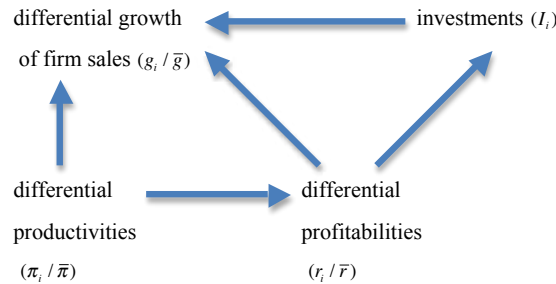 differential growth
of firm sales (g_i / g̅)
investments (I_i)
differential
productivities
(π_i / π̅)
differential
profitabilities
(r_i / r̅)